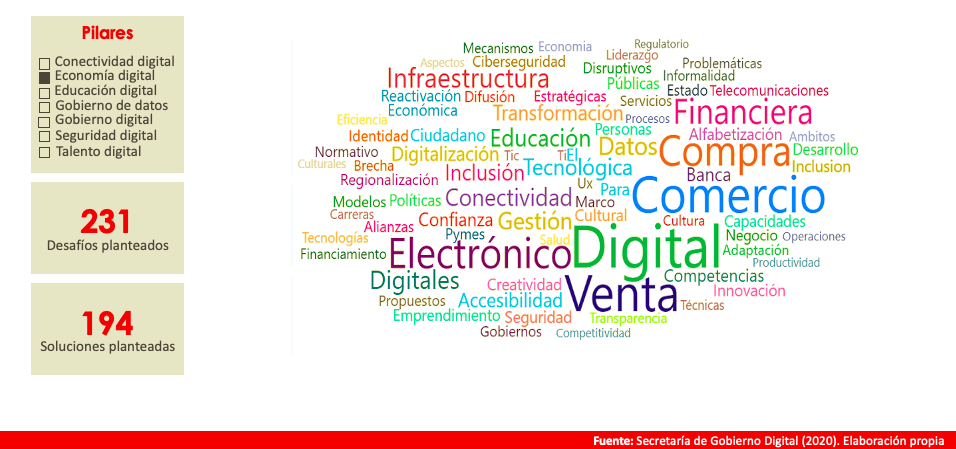 Pilares
Conectividad digital
Economía digital
Educación digital
Gobierno de datos
Gobierno digital
Seguridad digital
Talento digital
231
Desafíos planteados
194
Soluciones planteadas
Regulatorio
Mecanismos Economia
Liderazgo
Aspectos Ciberseguridad
Disruptivos Problemáticas
Infraestructura
Informalidad
Públicas
Estado Telecomunicaciones
Reactivación Difusión Estratégicas
Servicios
Económica
Transformación
Procesos
Financiera
Eficiencia
Identidad Ciudadano
Educación Personas
Alfabetización Ambitos
Normativo
Digitalización Tic Ti El
Datos
Compra
Desarrollo
Culturales Brecha
Tecnológica
Inclusion
Regionalización
Inclusión
Ux Para
Banca
Modelos Políticas
Conectividad Marco
Comercio
Carreras
Alianzas
Confianza
Gestión
Cultural
Cultura
Capacidades
Tecnologías
Pymes
Salud
Negocio Operaciones
Financiamiento
Electrónico
Digital
Adaptación
Productividad
Digitales
Creatividad
Venta
Competencias
Innovación
Propuestos
Accesibilidad
Técnicas
Emprendimiento Seguridad
Transparencia
Gobiernos
Competitividad
Fuente: Secretaría de Gobierno Digital (2020). Elaboración propia